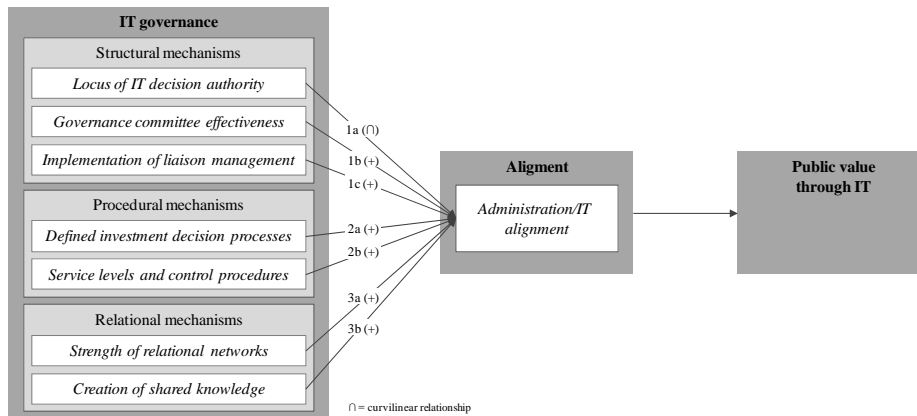 IT governance
Structural mechanisms
Locus of IT decision authority
Governance committee effectiveness
Implementation of liaison management
Procedural mechanisms
Defined investment decision processes
Service levels and control procedures
Relational mechanisms
Strength of relational networks
Creation of shared knowledge
1a (∩)
1b (+)
1c (+)
2a (+)
2b (+)
3a (+)
3b (+)
∩ = curvilinear relationship
Aligment
Administration/IT
alignment
Public value
through IT